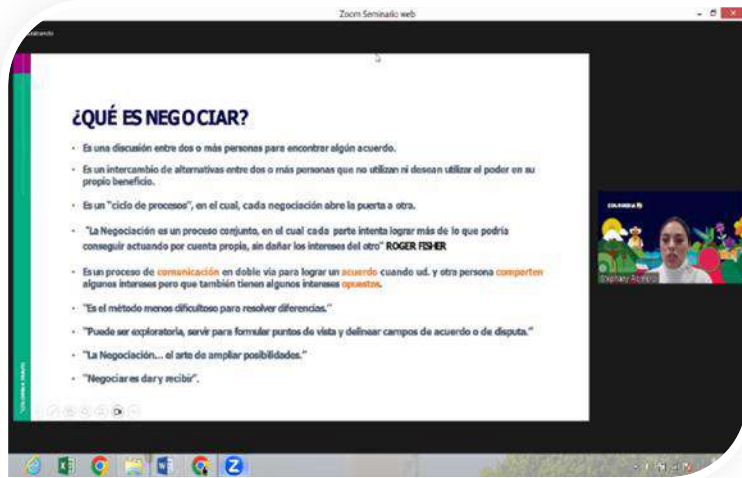 Zoom Seminario web
¿QUÉ ES NEGOCIAR?
• Es una discusión entre dos o más personas para encontrar algún acuerdo.
• Es un intercambio de alternativas entre dos o más personas que no utilizan ni desean utilizar el poder en su
propio beneficio.
• Es un "ciclo de procesos", en el cual, cada negociación abre la puerta a otra.
• "La Negociación es un proceso conjunto, en el cual cada parte intenta lograr más de lo que podría
conseguir actuando por cuenta propia, sin dañar los intereses del otro" ROGER FISHER
• Es un proceso de comunicación en doble vía para lograr un acuerdo cuando ud. y otra persona comparten
algunos intereses pero que también tienen algunos intereses opuestos.
• "Es el método menos dificultoso para resolver diferencias."
• "Puede ser exploratoria, servir para formular puntos de vista y delinear campos de acuerdo o de disputa."
• "La Negociación... el arte de ampliar posibilidades."
• "Negociar es dar y recibir".
COLOMBIA
Romero